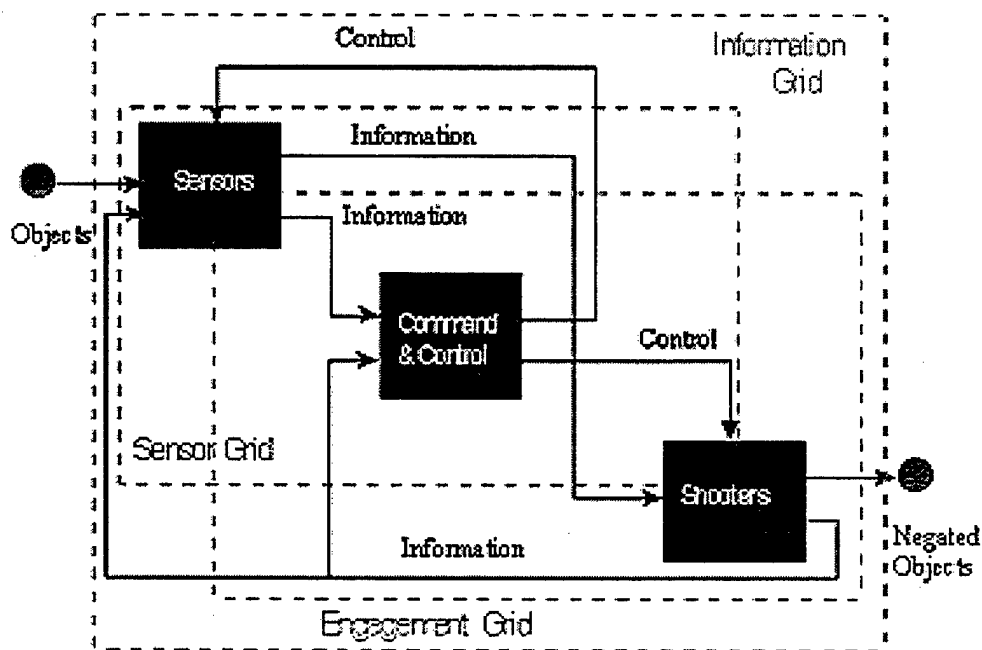 Control
Information
Grid
Information
Sensors
Information
Objects
Command
& Control
Control
Sensor Grid
Shooters
Information
Negated
Objects
Engagement Grid